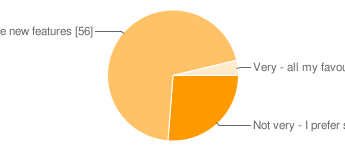 e new features [56]
Very - all my favou
Not very - I prefer s